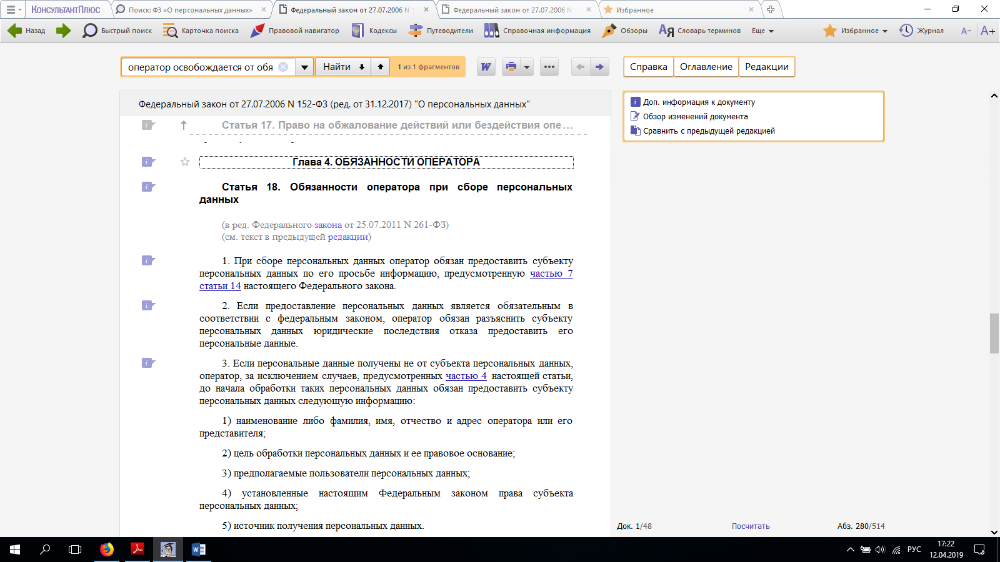 КОНСУЛЬТАНТПЛЮС
Поиск: ФЗ «О персональных данных»
Федеральный закон от 27.07.2006 N
Федеральный закон от 27.07.2006 N
Избранное
Назад
Быстрый поиск
Карточка поиска
Правовой навигатор
Кодексы
Путеводители
Справочная информация
Обзоры
Словарь терминов
Еще
Избранное
Журнал
А−
А+
оператор освобождается от обя
Найти
1 из 1 фрагментов
Справка
Оглавление
Редакции
Федеральный закон от 27.07.2006 N 152-ФЗ (ред. от 31.12.2017) "О персональных данных"
Доп. информация к документу
Обзор изменений документа
Сравнить с предыдущей редакцией
Статья 17. Право на обжалование действий или бездействия опе...
Глава 4. ОБЯЗАННОСТИ ОПЕРАТОРА
Статья 18. Обязанности оператора при сборе персональных
данных
(в ред. Федерального закона от 25.07.2011 N 261-ФЗ)
(см. текст в предыдущей редакции)
1. При сборе персональных данных оператор обязан предоставить субъекту
персональных данных по его просьбе информацию, предусмотренную частью 7
статьи 14 настоящего Федерального закона.
2. Если предоставление персональных данных является обязательным в
соответствии с федеральным законом, оператор обязан разъяснить субъекту
персональных данных юридические последствия отказа предоставить его
персональные данные.
3. Если персональные данные получены не от субъекта персональных данных,
оператор, за исключением случаев, предусмотренных частью 4 настоящей статьи,
до начала обработки таких персональных данных обязан предоставить субъекту
персональных данных следующую информацию:
1) наименование либо фамилия, имя, отчество и адрес оператора или его
представителя;
2) цель обработки персональных данных и ее правовое основание;
3) предполагаемые пользователи персональных данных;
4) установленные настоящим Федеральным законом права субъекта
персональных данных;
5) источник получения персональных данных.
Док. 1/48
Посчитать
Абз. 280/514
РУС
17:22
12.04.2019